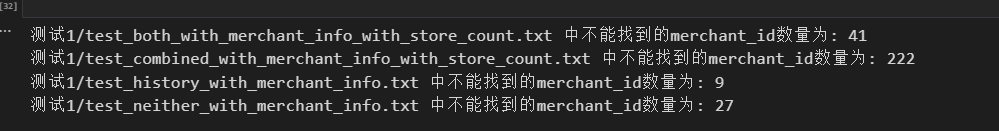 [32]
...
测试1/test_both_with_merchant_info_with_store_count.txt 中不能找到的merchant_id数量为: 41
测试1/test_combined_with_merchant_info_with_store_count.txt 中不能找到的merchant_id数量为: 222
测试1/test_history_with_merchant_info.txt 中不能找到的merchant_id数量为: 9
测试1/test_neither_with_merchant_info.txt 中不能找到的merchant_id数量为: 27